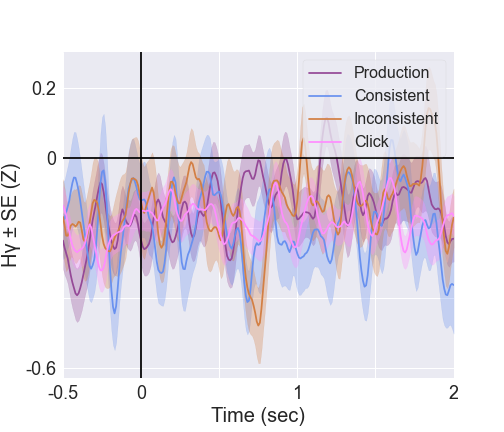 Production
Consistent
Inconsistent
Click
0.2
0
-0.6
Hγ ± SE (Z)
-0.5 0 1 2
Time (sec)